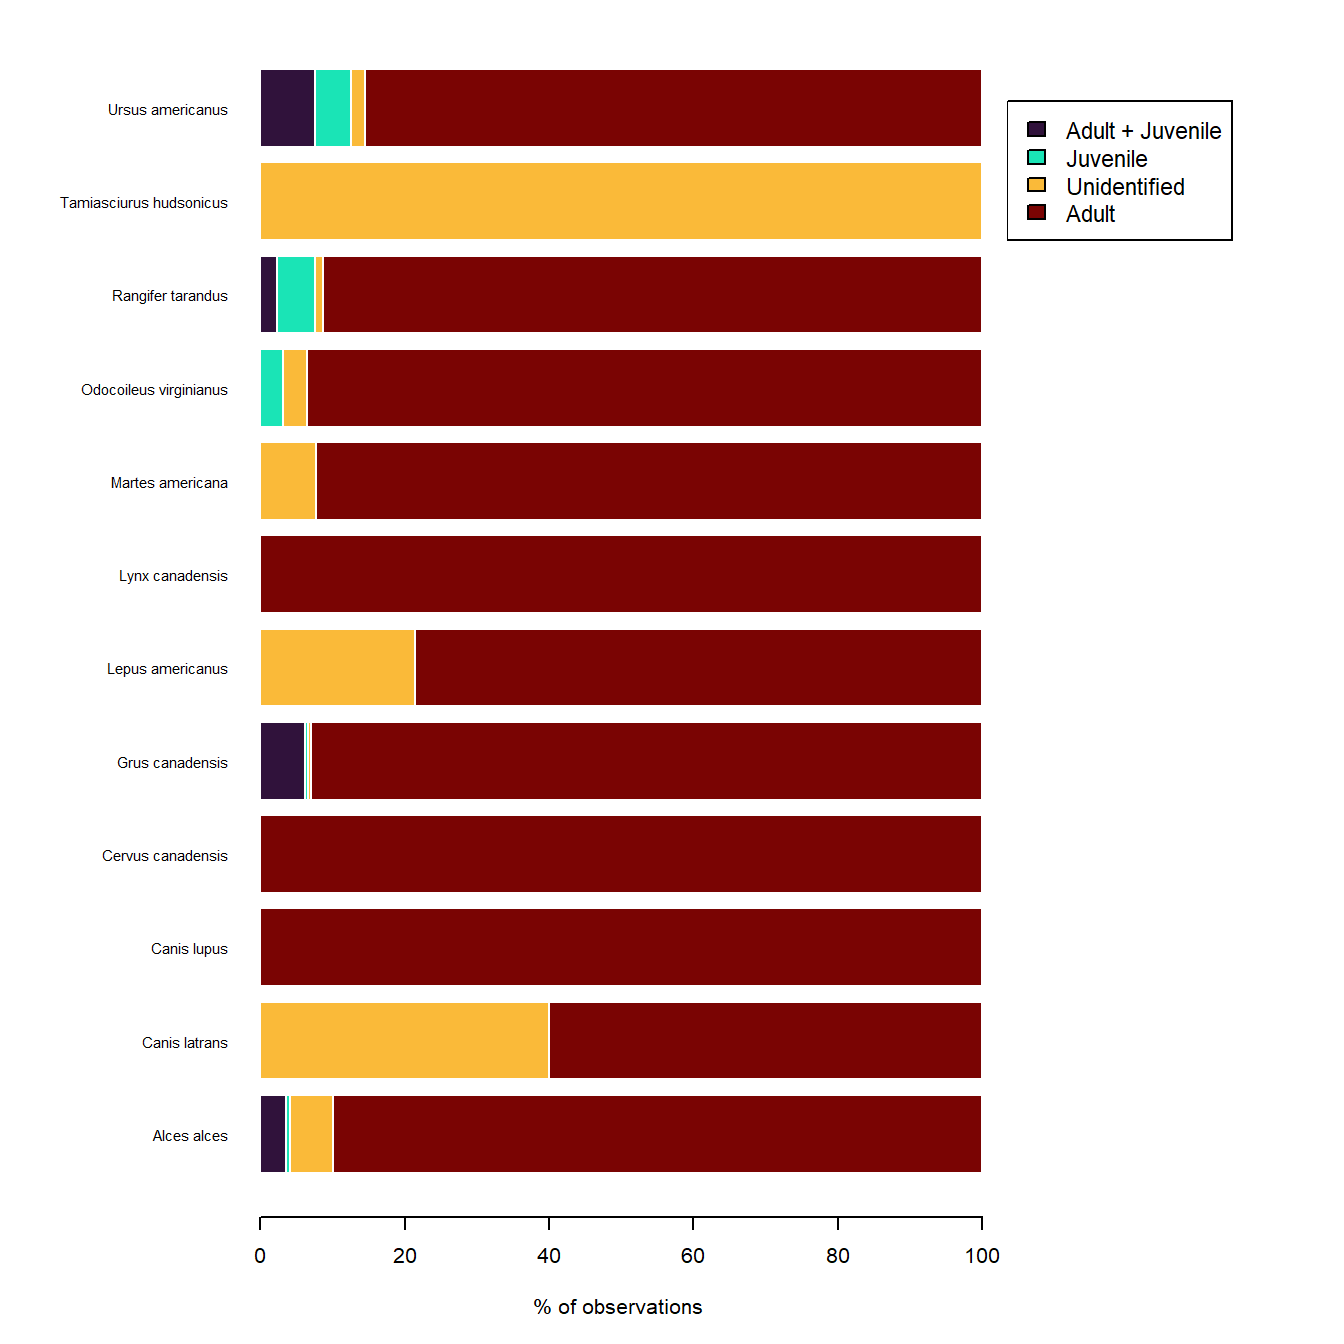 Ursus americanus
Tamiasciurus hudsonicus
Rangifer tarandus
Odocoileus virginianus
Martes americana
Lynx canadensis
Lepus americanus
Grus canadensis
Cervus canadensis
Canis lupus
Canis latrans
Alces alces
0 20 40 60 80 100
% of observations
Adult + Juvenile
Juvenile
Unidentified
Adult